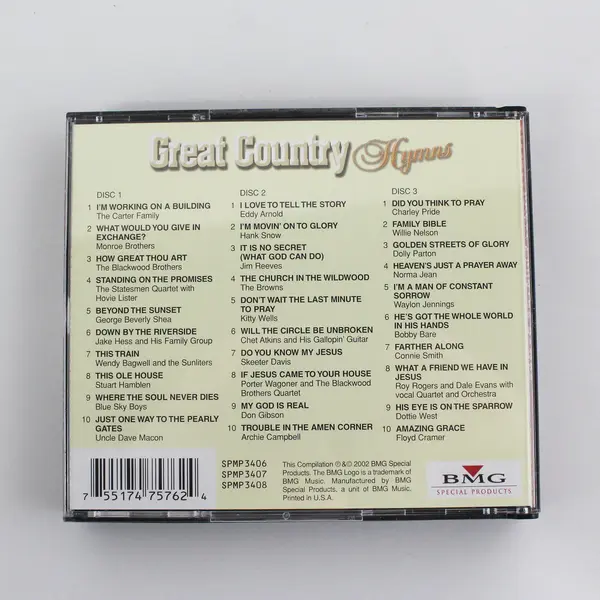 Great Country Hymns
DISC 1
1 I'M WORKING ON A BUILDING
The Carter Family
2 WHAT WOULD YOU GIVE IN
EXCHANGE?
Monroe Brothers
3 HOW GREAT THOU ART
The Blackwood Brothers
4 STANDING ON THE PROMISES
The Statesmen Quartet with
Hovie Lister
5 BEYOND THE SUNSET
George Beverly Shea
6 DOWN BY THE RIVERSIDE
Jake Hess and His Family Group
7 THIS TRAIN
Wendy Bagwell and the Sunliters
8 THIS OLE HOUSE
Stuart Hamblen
9 WHERE THE SOUL NEVER DIES
Blue Sky Boys
10 JUST ONE WAY TO THE PEARLY
GATES
Uncle Dave Macon
DISC 2
1 I LOVE TO TELL THE STORY
Eddy Arnold
2 I'M MOVIN' ON TO GLORY
Hank Snow
3 IT IS NO SECRET
(WHAT GOD CAN DO)
Jim Reeves
4 THE CHURCH IN THE WILDWOOD
The Browns
5 DON'T WAIT THE LAST MINUTE
TO PRAY
Kitty Wells
6 WILL THE CIRCLE BE UNBROKEN
Chet Atkins and His Gallopin' Guitar
7 DO YOU KNOW MY JESUS
Skeeter Davis
8 IF JESUS CAME TO YOUR HOUSE
Porter Wagoner and The Blackwood
Brothers Quartet
9 MY GOD IS REAL
Don Gibson
10 TROUBLE IN THE AMEN CORNER
Archie Campbell
DISC 3
1 DID YOU THINK TO PRAY
Charley Pride
2 FAMILY BIBLE
Willie Nelson
3 GOLDEN STREETS OF GLORY
Dolly Parton
4 HEAVEN'S JUST A PRAYER AWAY
Norma Jean
5 I'M A MAN OF CONSTANT
SORROW
Waylon Jennings
6 HE'S GOT THE WHOLE WORLD
IN HIS HANDS
Bobby Bare
7 FARTHER ALONG
Connie Smith
8 WHAT A FRIEND WE HAVE IN
JESUS
Roy Rogers and Dale Evans with
vocal Quartet and Orchestra
9 HIS EYE IS ON THE SPARROW
Dottie West
10 AMAZING GRACE
Floyd Cramer
7 55174 75762 4
SPMP3406
SPMP3407
SPMP3408
This Compilation ℗ & © 2002 BMG Special
Products. The BMG Logo is a trademark of
BMG Music. Manufactured by BMG
Special Products, a unit of BMG Music.
Printed in U.S.A.
BMG
SPECIAL PRODUCTS